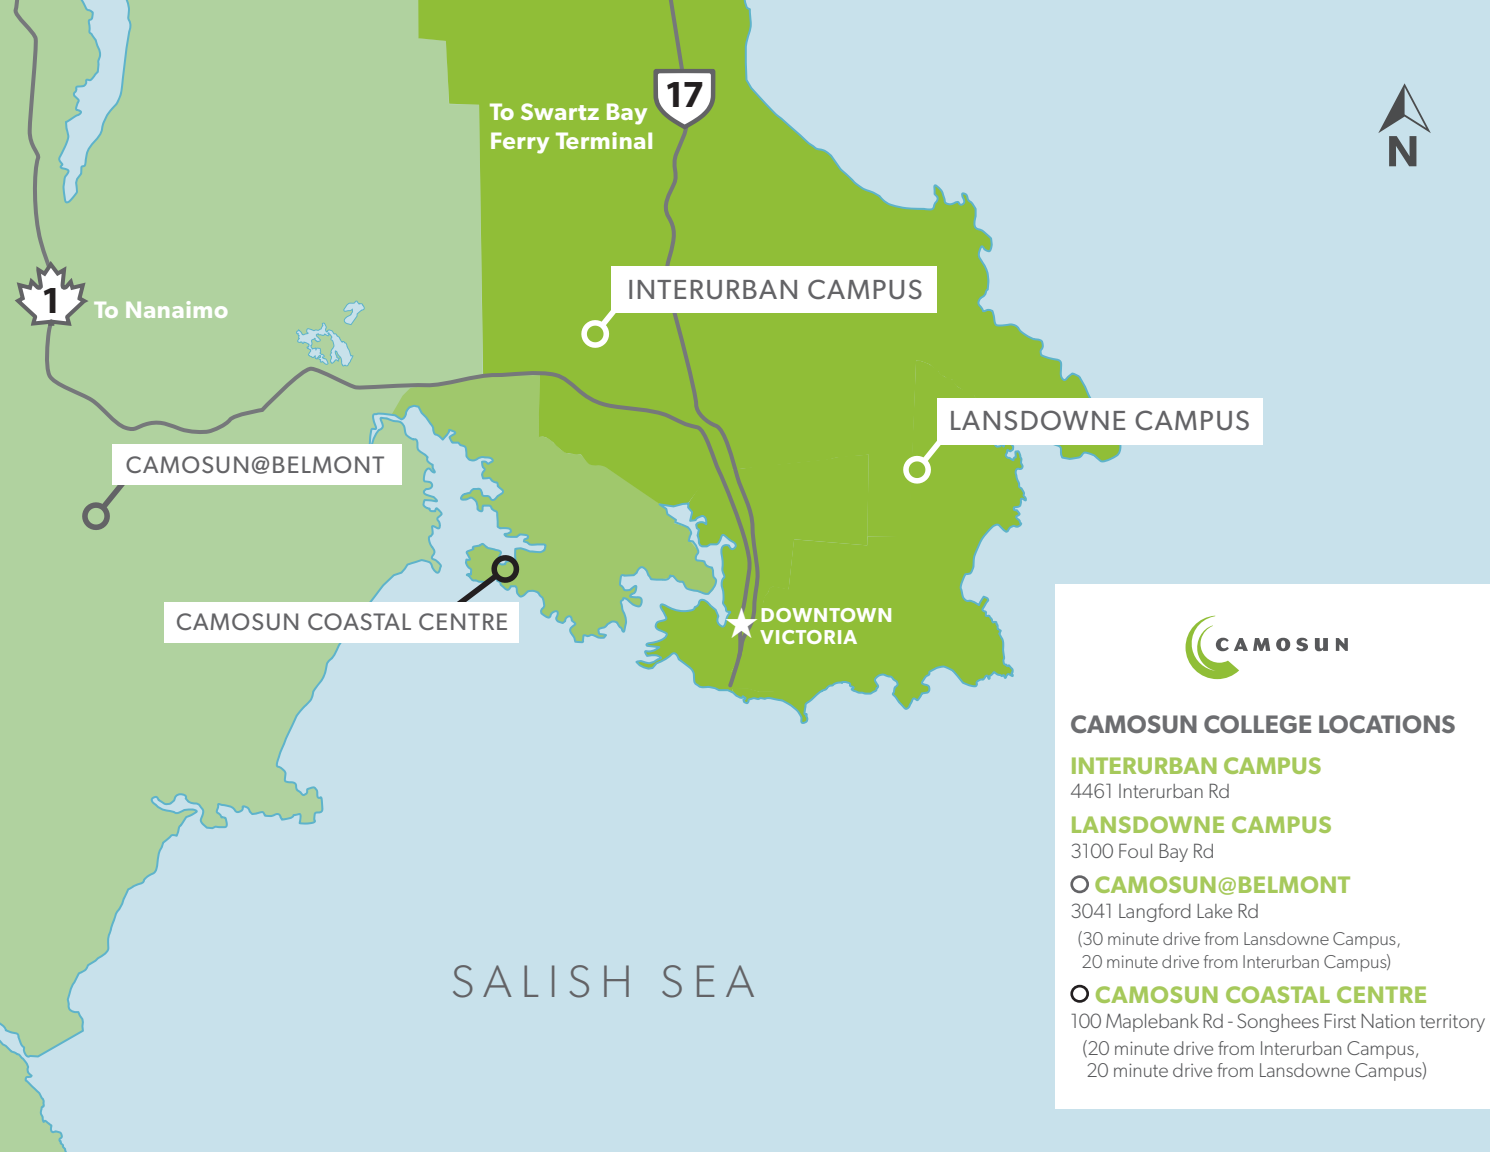 17
To Swartz Bay
Ferry Terminal
N
1
To Nanaimo
INTERURBAN CAMPUS
LANSDOWNE CAMPUS
CAMOSUN@BELMONT
CAMOSUN COASTAL CENTRE
DOWNTOWN
VICTORIA
SALISH SEA
CAMOSUN
CAMOSUN COLLEGE LOCATIONS
INTERURBAN CAMPUS
4461 Interurban Rd
LANSDOWNE CAMPUS
3100 Foul Bay Rd
CAMOSUN@BELMONT
3041 Langford Lake Rd
(30 minute drive from Lansdowne Campus,
20 minute drive from Interurban Campus)
CAMOSUN COASTAL CENTRE
100 Maplebank Rd - Songhees First Nation territory
(20 minute drive from Interurban Campus,
20 minute drive from Lansdowne Campus)